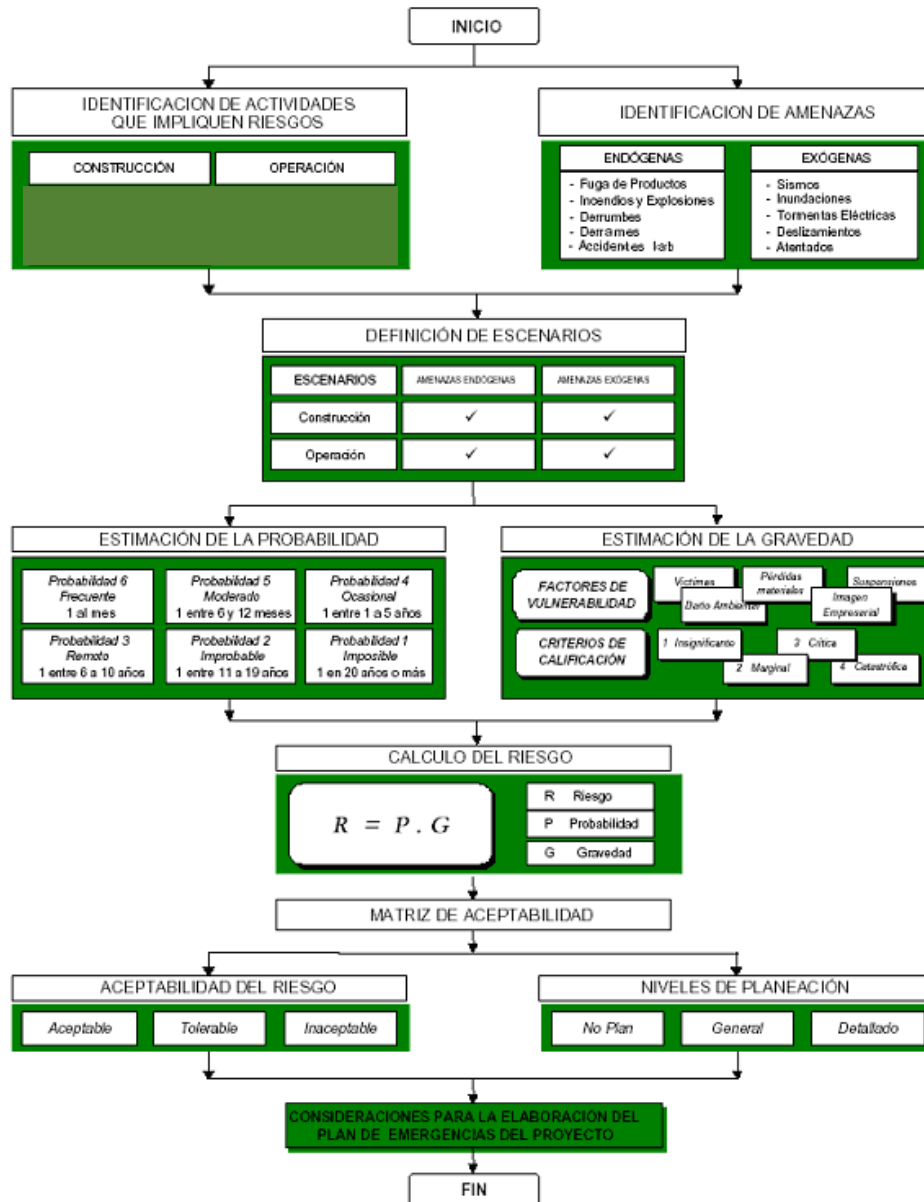 INICIO
IDENTIFICACION DE ACTIVIDADES
QUE IMPLIQUEN RIESGOS
CONSTRUCCIÓN
OPERACIÓN
IDENTIFICACION DE AMENAZAS
ENDÓGENAS
- Fuga de Productos
- Incendios y Explosiones
- Derrumbes
- Derrames
- Accidentes
EXÓGENAS
- Sismos
- Inundaciones
- Tormentas Eléctricas
- Deslizamientos
- Atentados
DEFINICIÓN DE ESCENARIOS
ESCENARIOS AMENAZAS ENDÓGENAS AMENAZAS EXÓGENAS
Construcción ✓ ✓
Operación ✓ ✓
ESTIMACIÓN DE LA PROBABILIDAD
Probabilidad 6
Frecuente
1 al mes
Probabilidad 5
Moderado
1 entre 6 y 12 meses
Probabilidad 4
Ocasional
1 entre 1 a 5 años
Probabilidad 3
Remoto
1 entre 6 a 10 años
Probabilidad 2
Improbable
1 entre 11 a 19 años
Probabilidad 1
Imposible
1 en 20 años o más
ESTIMACIÓN DE LA GRAVEDAD
FACTORES DE
VULNERABILIDAD
Víctimas
Daño Ambiental
Pérdidas
materiales
Imagen
Empresarial
Suspensiones
CRITERIOS DE
CALIFICACIÓN
1 Insignificante
2 Marginal
3 Crítica
4 Catastrófica
CALCULO DEL RIESGO
R = P . G
R Riesgo
P Probabilidad
G Gravedad
MATRIZ DE ACEPTABILIDAD
ACEPTABILIDAD DEL RIESGO
Aceptable
Tolerable
Inaceptable
NIVELES DE PLANEACIÓN
No Plan
General
Detallado
CONSIDERACIONES PARA LA ELABORACIÓN DEL
PLAN DE EMERGENCIAS DEL PROYECTO
FIN